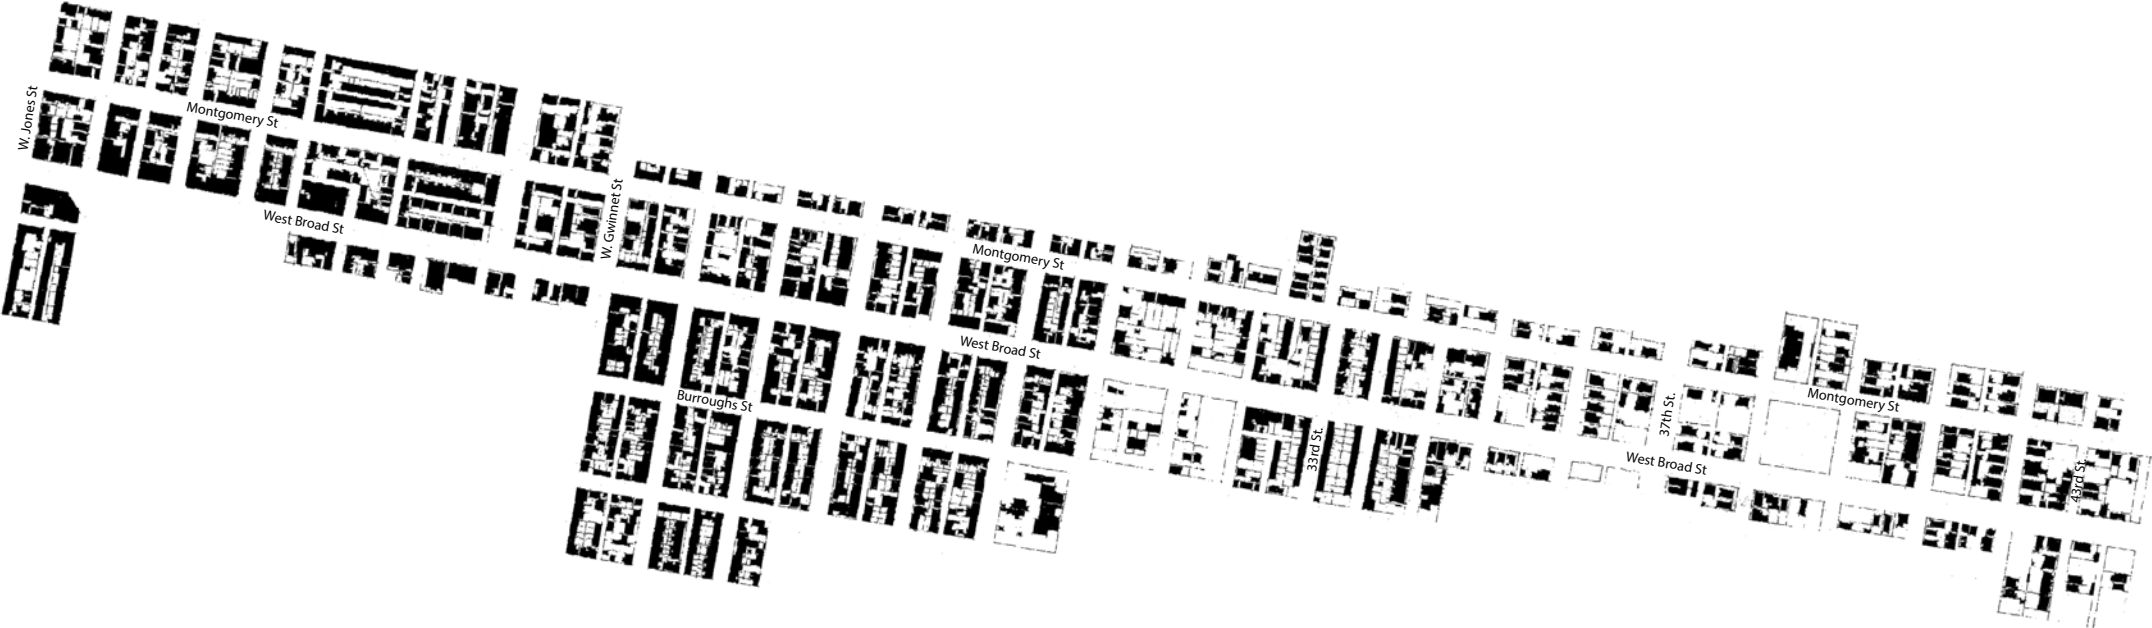 W. Jones St
Montgomery St
West Broad St
W. Gwinnet St
Montgomery St
West Broad St
Burroughs St
33rd St.
37th St.
Montgomery St
West Broad St
43rd St.